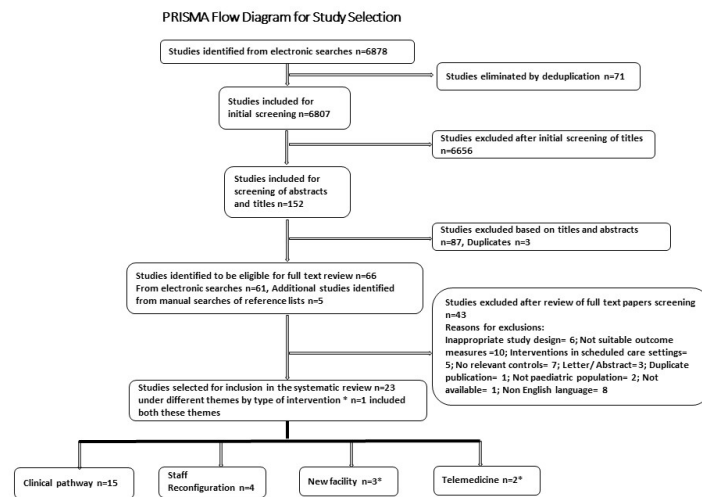 PRISMA Flow Diagram for Study Selection
Studies identified from electronic searches n=6878
Studies eliminated by deduplication n=71
Studies included for
initial screening n=6807
Studies excluded after initial screening of titles
n=6656
Studies included for
screening of abstracts
and titles n=152
Studies excluded based on titles and abstracts
n=87, Duplicates n=3
Studies identified to be eligible for full text review n=66
From electronic searches n=61, Additional studies identified
from manual searches of reference lists n=5
Studies excluded after review of full text papers screening
n=43
Reasons for exclusions:
Inappropriate study design= 6; Not suitable outcome
measures =10; Interventions in scheduled care settings=
5; No relevant controls= 7; Letter/ Abstract=3; Duplicate
publication= 1; Not paediatric population= 2; Not
available= 1; Non English language= 8
Studies selected for inclusion in the systematic review n=23
under different themes by type of intervention * n=1 included
both these themes
Clinical pathway n=15
Staff
Reconfiguration n=4
New facility n=3*
Telemedicine n=2*